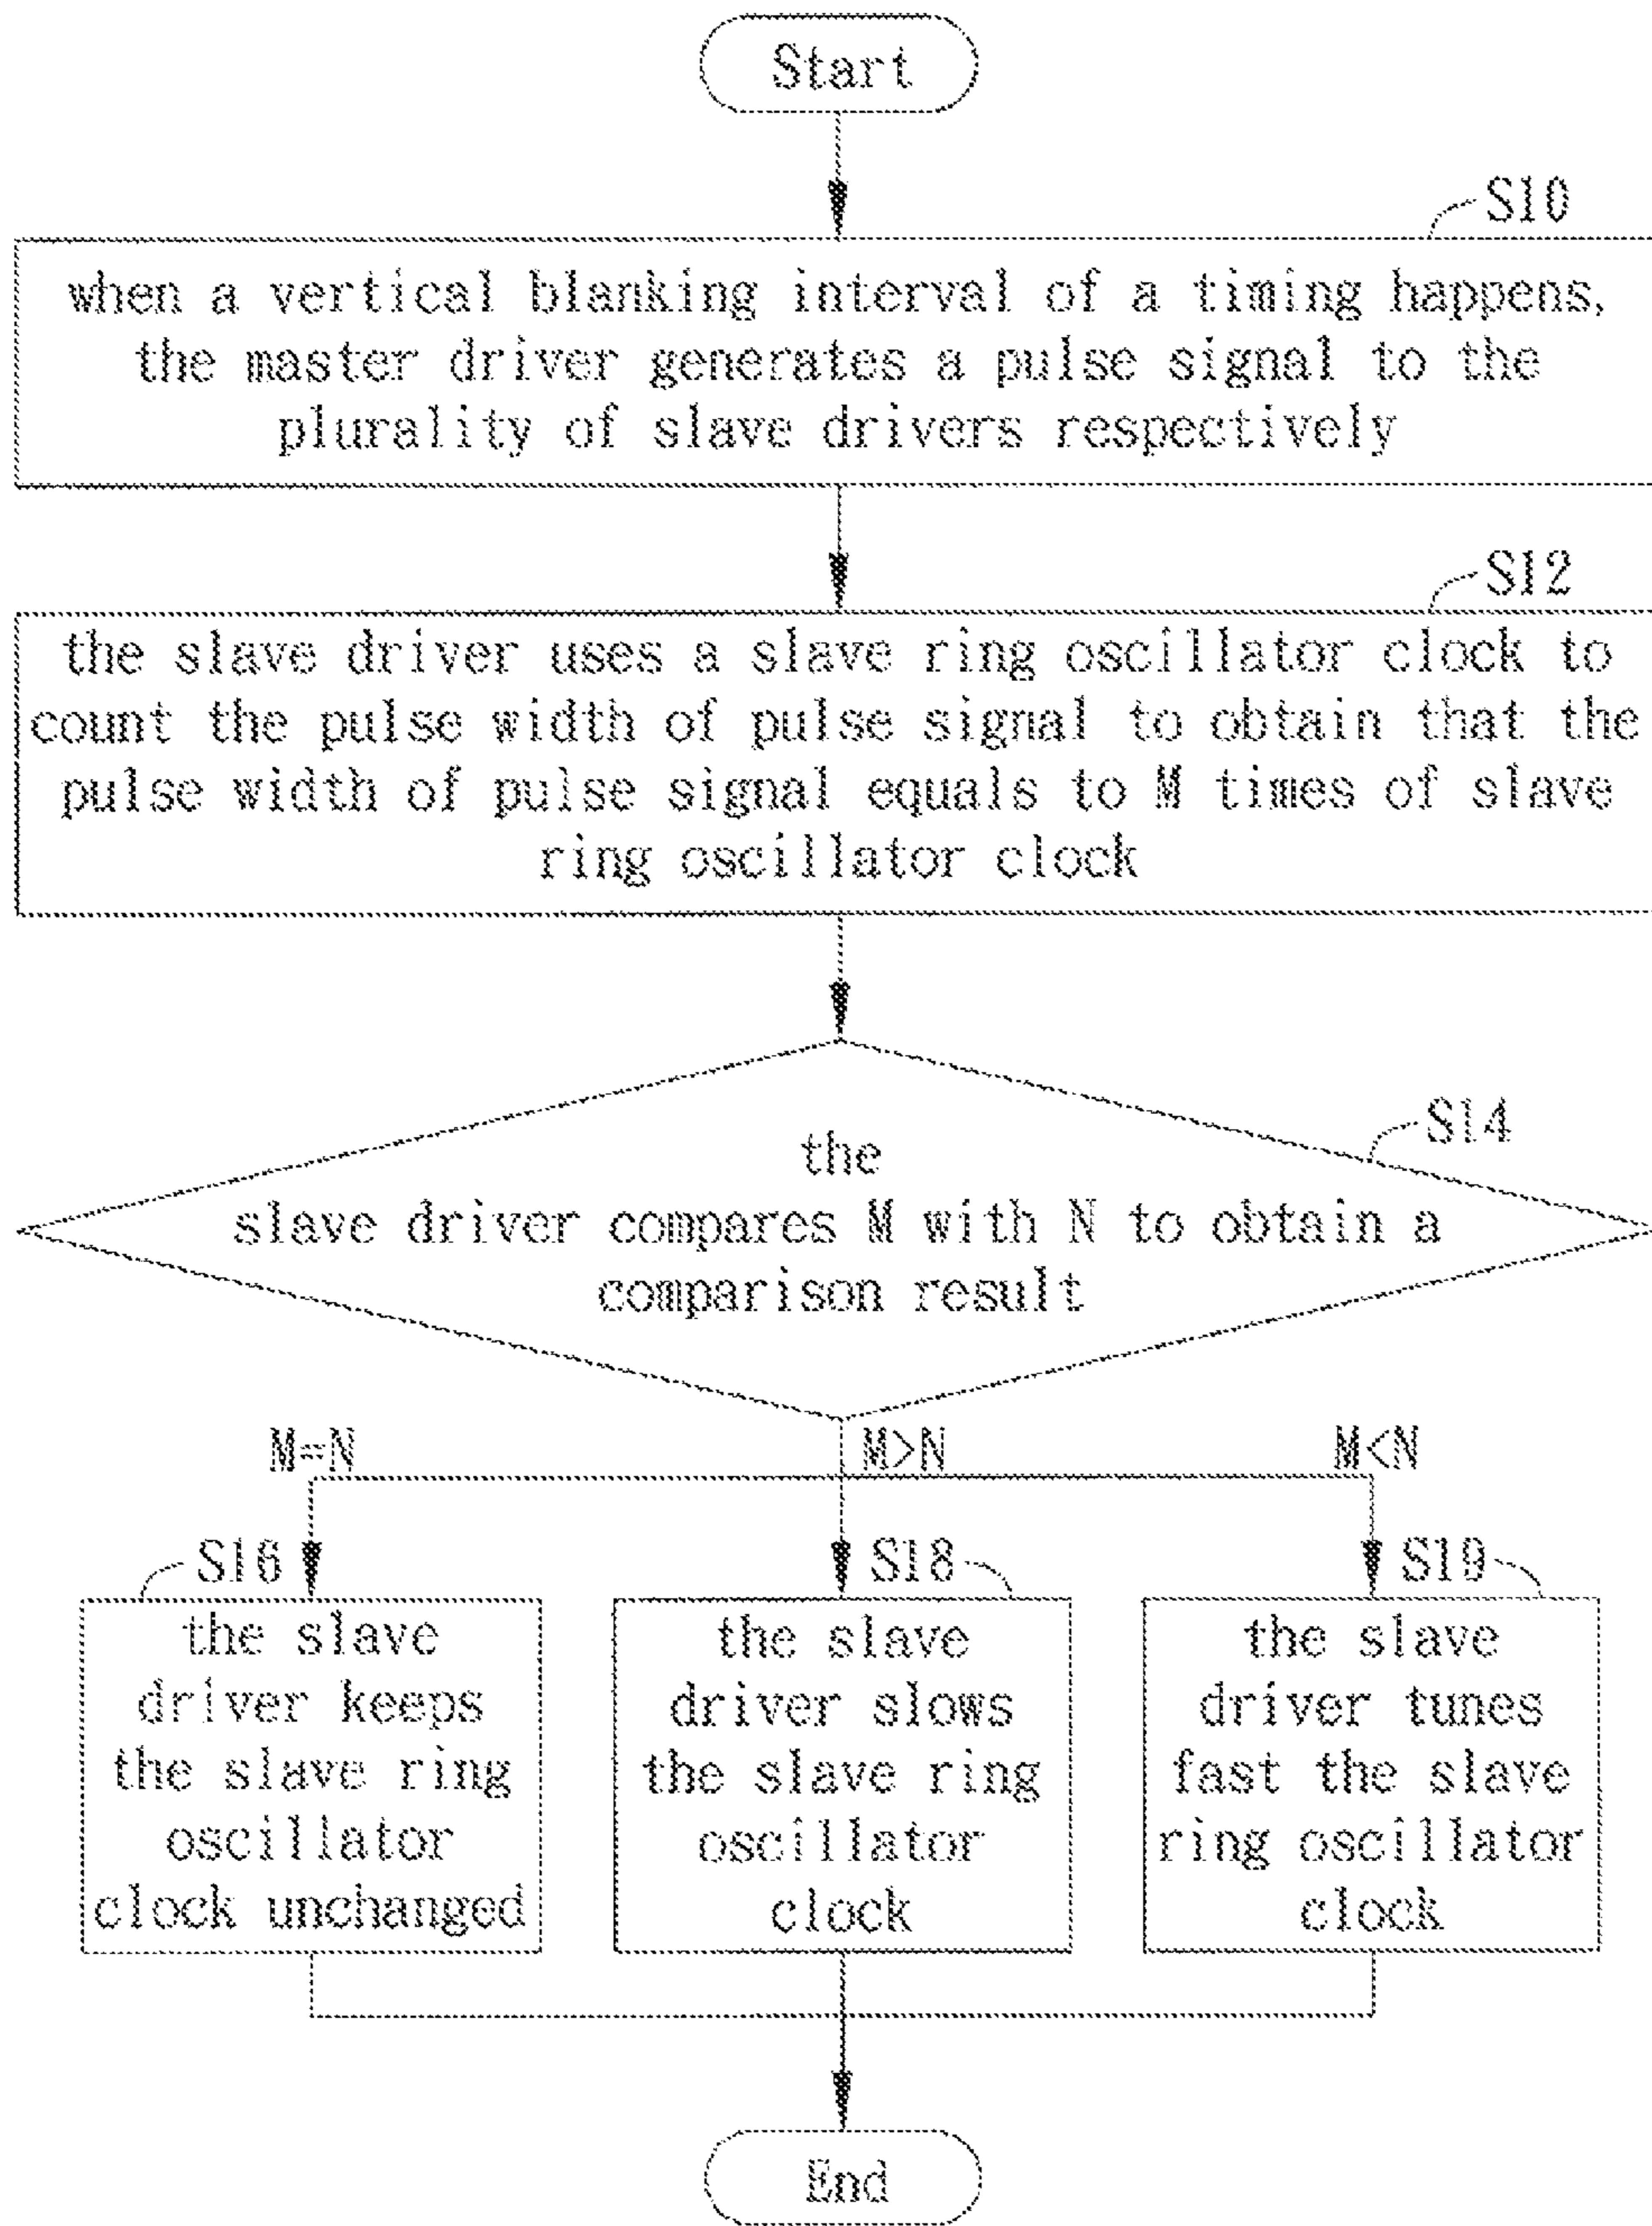 Start
S10
when a vertical blanking interval of a timing happens,
the master driver generates a pulse signal to the
plurality of slave drivers respectively
S12
the slave driver uses a slave ring oscillator clock to
count the pulse width of pulse signal to obtain that the
pulse width of pulse signal equals to M times of slave
ring oscillator clock
S14
the
slave driver compares M with N to obtain a
comparison result
M=N
M>N
M<N
S16
the slave
driver keeps
the slave ring
oscillator
clock unchanged
S18
the slave
driver slows
the slave ring
oscillator
clock
S19
the slave
driver tunes
fast the slave
ring oscillator
clock
End